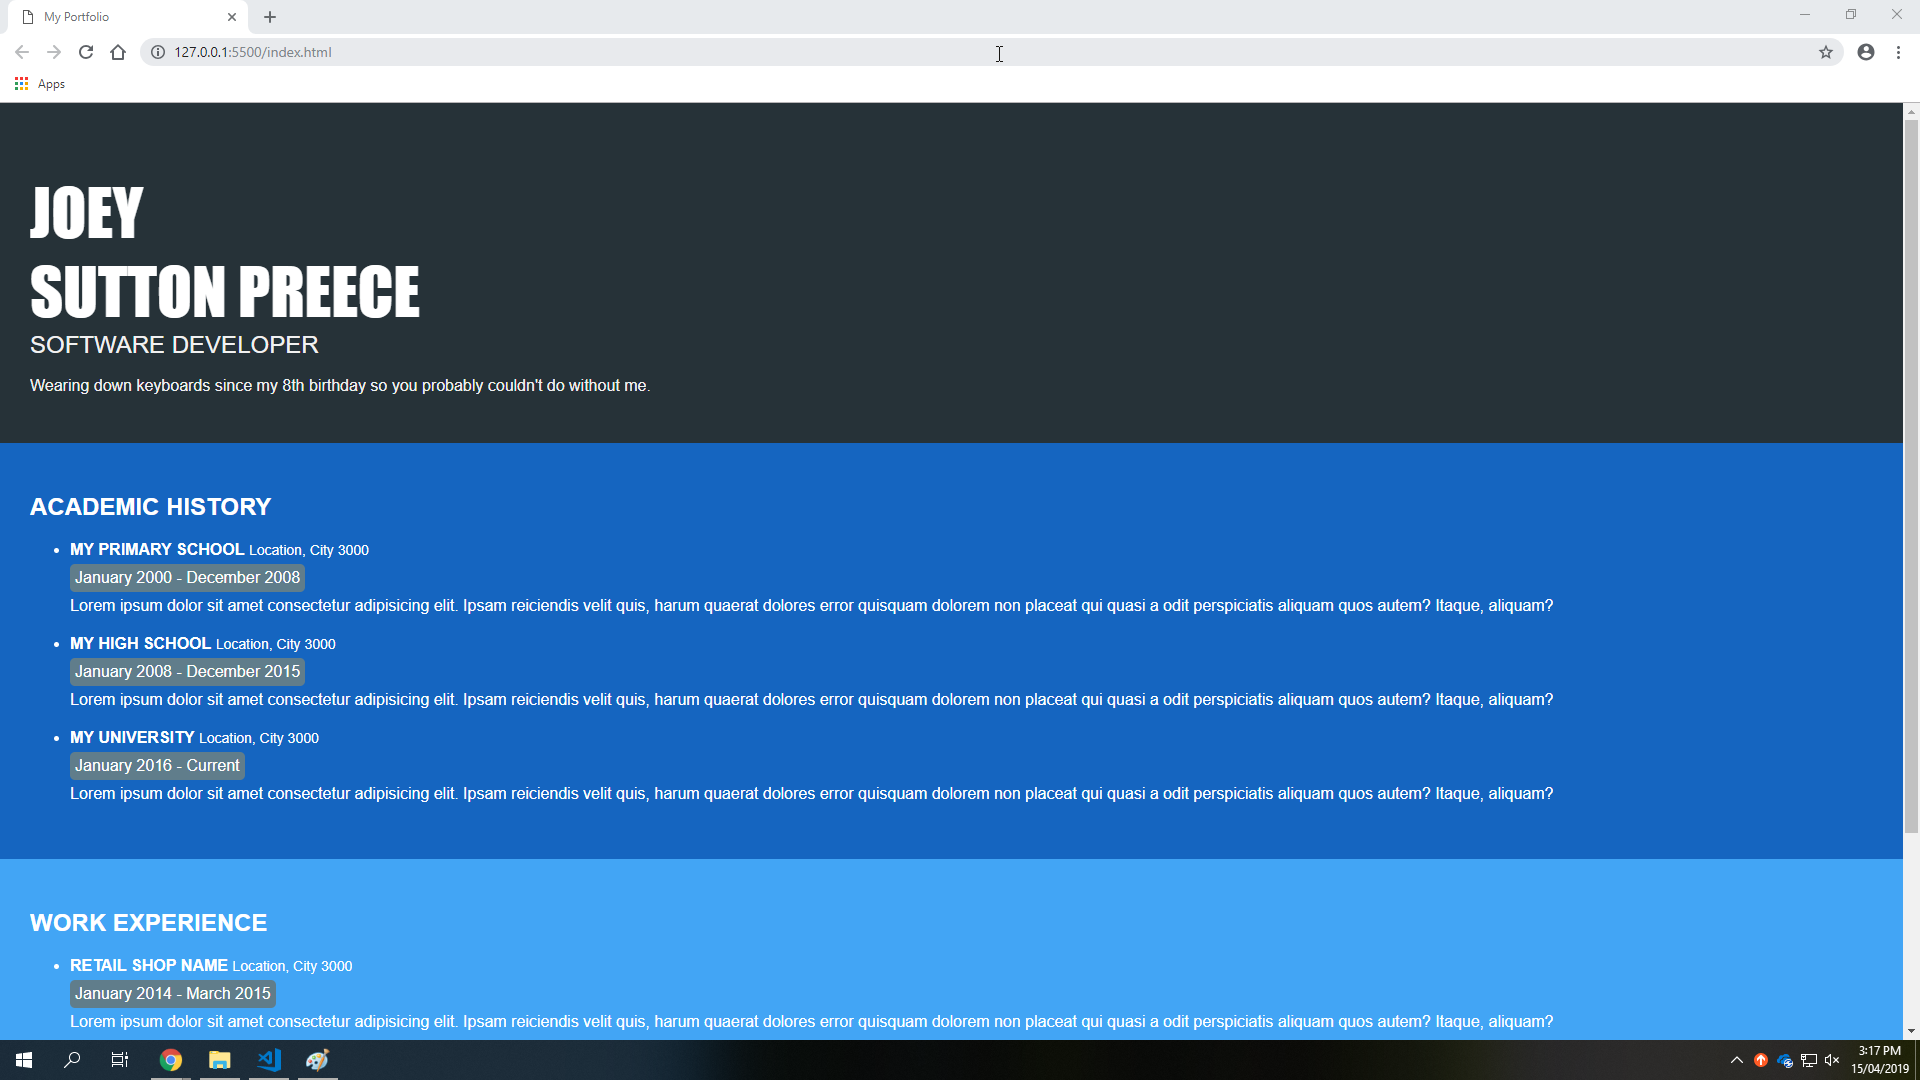 My Portfolio
127.0.0.1:5500/index.html
Apps
JOEY
SUTTON PREECE
SOFTWARE DEVELOPER
Wearing down keyboards since my 8th birthday so you probably couldn't do without me.
ACADEMIC HISTORY
MY PRIMARY SCHOOL Location, City 3000
January 2000 - December 2008
Lorem ipsum dolor sit amet consectetur adipisicing elit. Ipsam reiciendis velit quis, harum quaerat dolores error quisquam dolorem non placeat qui quasi a odit perspiciatis aliquam quos autem? Itaque, aliquam?
MY HIGH SCHOOL Location, City 3000
January 2008 - December 2015
Lorem ipsum dolor sit amet consectetur adipisicing elit. Ipsam reiciendis velit quis, harum quaerat dolores error quisquam dolorem non placeat qui quasi a odit perspiciatis aliquam quos autem? Itaque, aliquam?
MY UNIVERSITY Location, City 3000
January 2016 - Current
Lorem ipsum dolor sit amet consectetur adipisicing elit. Ipsam reiciendis velit quis, harum quaerat dolores error quisquam dolorem non placeat qui quasi a odit perspiciatis aliquam quos autem? Itaque, aliquam?
WORK EXPERIENCE
RETAIL SHOP NAME Location, City 3000
January 2014 - March 2015
Lorem ipsum dolor sit amet consectetur adipisicing elit. Ipsam reiciendis velit quis, harum quaerat dolores error quisquam dolorem non placeat qui quasi a odit perspiciatis aliquam quos autem? Itaque, aliquam?
3:17 PM
15/04/2019